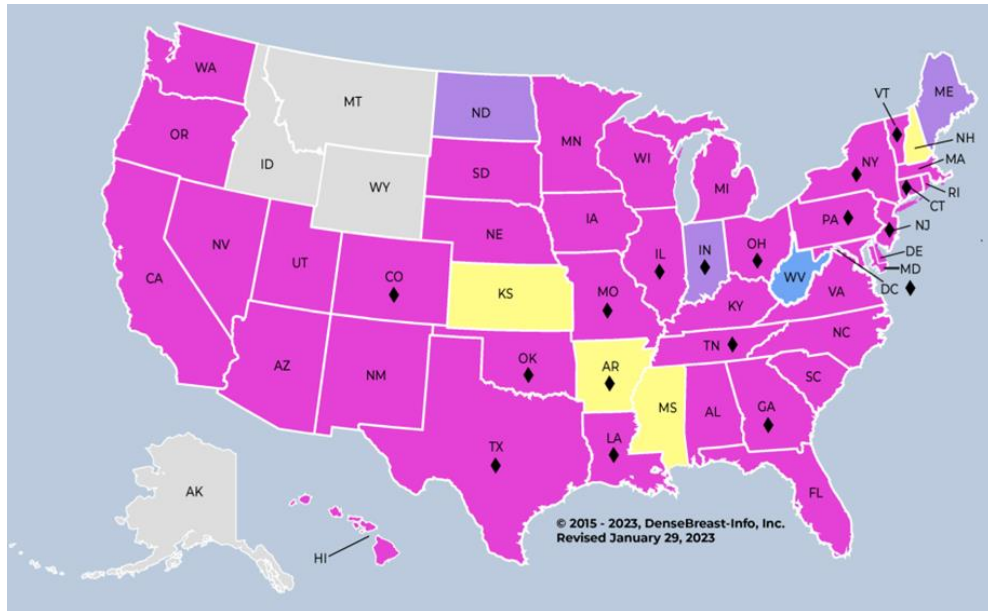 WA
MT
ND
MN
VT
ME
OR
ID
WY
SD
WI
MI
NY
NH
MA
RI
CT
NV
UT
CA
NE
IA
PA
NJ
CO
KS
MO
IL
IN
OH
WV
VA
DE
MD
DC
KY
AZ
NM
OK
AR
TN
NC
SC
TX
LA
MS
AL
GA
FL
AK
HI
© 2015 - 2023, DenseBreast-Info, Inc.
Revised January 29, 2023